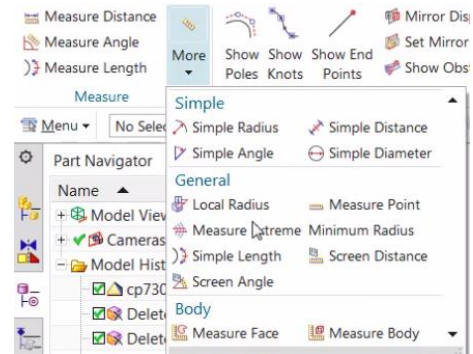 Measure Distance
Measure Angle
Measure Length
Measure
More
Show Poles
Show Knots
Show End Points
Mirror Dis
Set Mirror
Show Obs
Menu
No Selec
Simple
Simple Radius Simple Distance
Simple Angle Simple Diameter
General
Local Radius Measure Point
Measure Extreme Minimum Radius
Simple Length Screen Distance
Screen Angle
Body
Measure Face Measure Body
Part Navigator
Name
Model View
Cameras
Model Hist
cp730
Delet
Delet